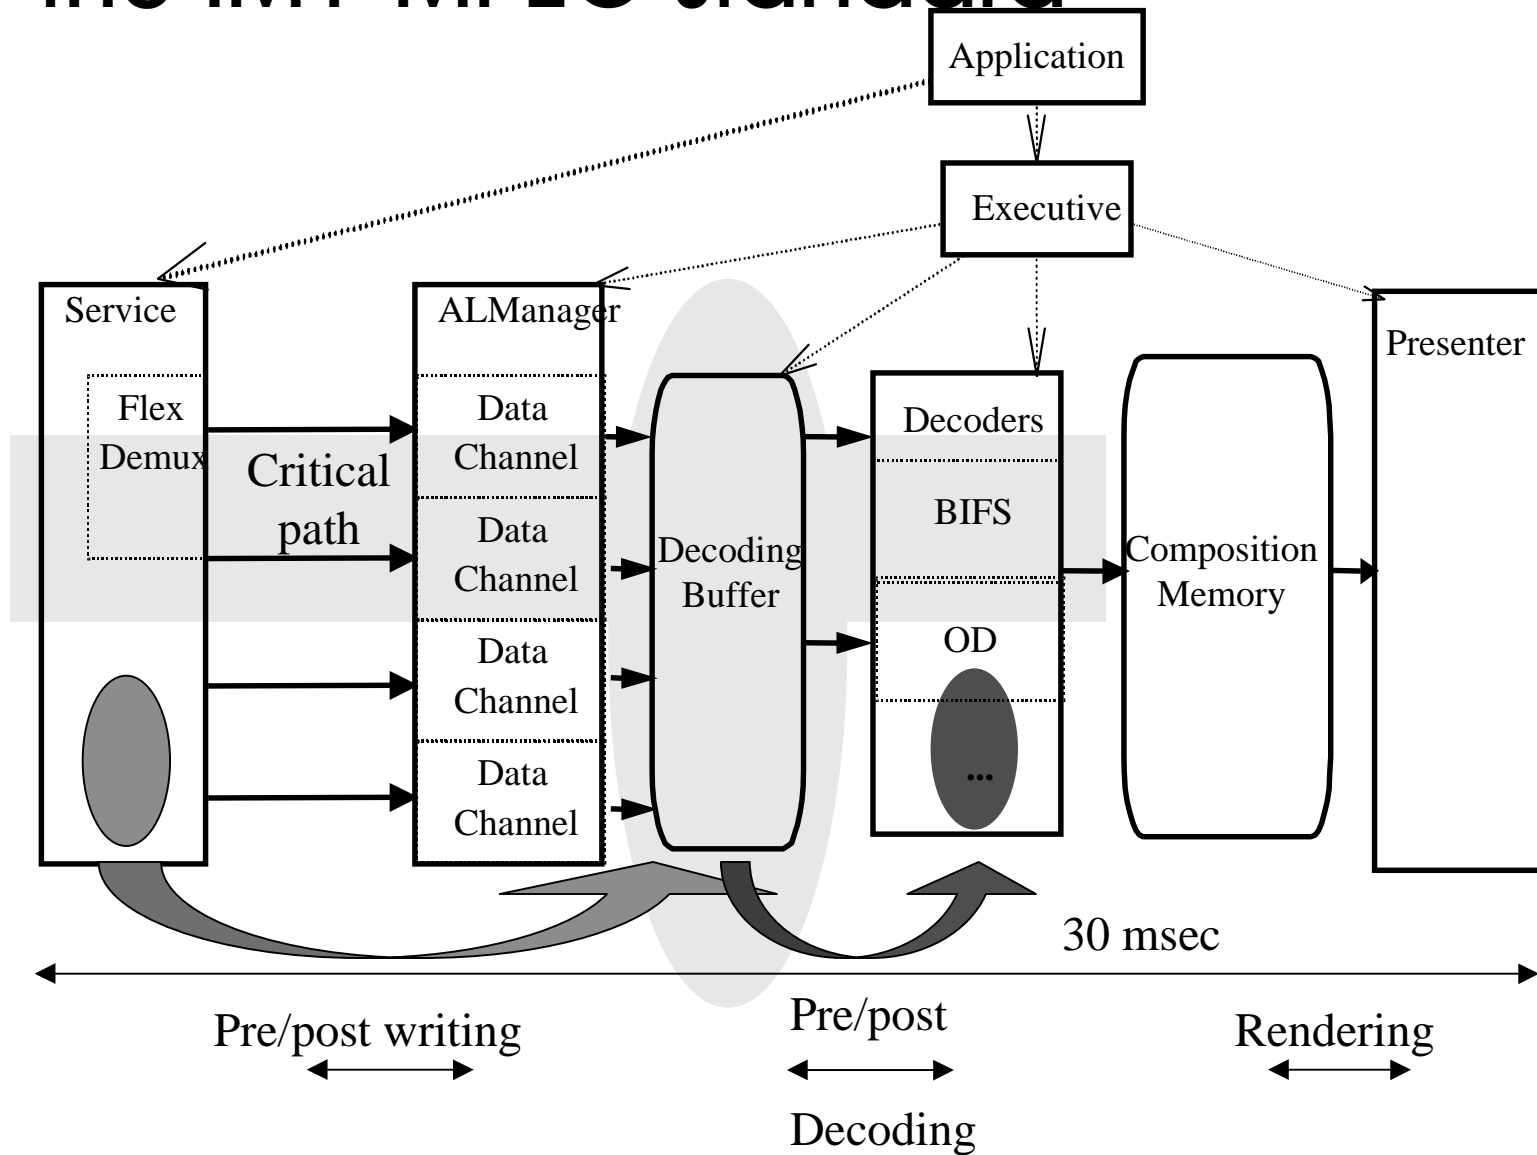 Application
Executive
Service
ALManager
Presenter
Flex
Demux
Data
Channel
Decoders
Critical
path
BIFS
Data
Channel
Decoding
Buffer
Composition
Memory
Data
Channel
OD
Data
Channel
...
30 msec
Pre/post writing
Pre/post
Decoding
Rendering